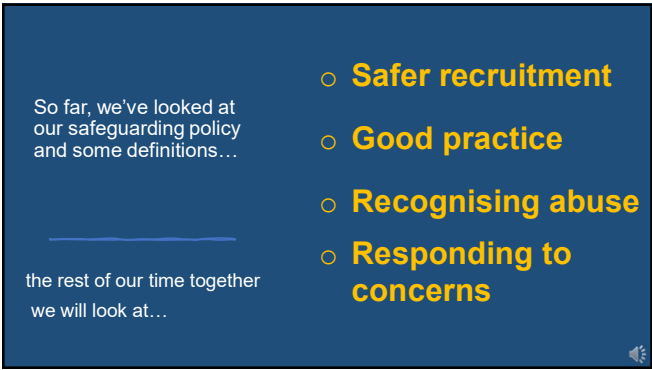 So far, we’ve looked at
our safeguarding policy
and some definitions…
the rest of our time together
we will look at…
o Safer recruitment
o Good practice
o Recognising abuse
o Responding to
concerns